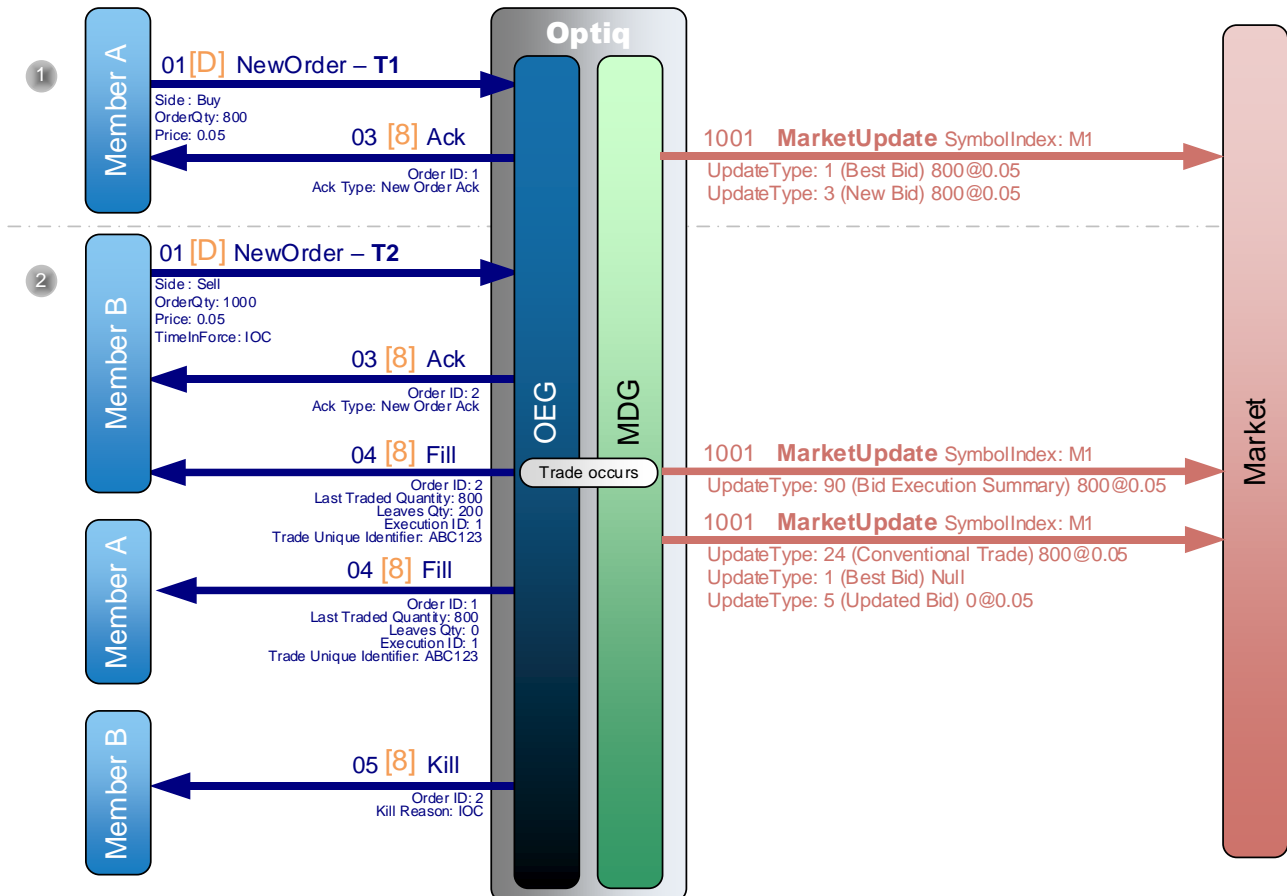 Optiq
1
Member A
01 [D] NewOrder – T1
Side : Buy
OrderQty: 800
Price: 0.05
03 [8] Ack
Order ID: 1
Ack Type: New Order Ack
1001 MarketUpdate SymbolIndex: M1
UpdateType: 1 (Best Bid) 800@0.05
UpdateType: 3 (New Bid) 800@0.05
2
Member B
01 [D] NewOrder – T2
Side : Sell
OrderQty: 1000
Price: 0.05
TimeInForce: IOC
03 [8] Ack
Order ID: 2
Ack Type: New Order Ack
OEG
MDG
Market
04 [8] Fill
Order ID: 2
Last Traded Quantity: 800
Leaves Qty: 200
Execution ID: 1
Trade Unique Identifier: ABC123
Trade occurs
1001 MarketUpdate SymbolIndex: M1
UpdateType: 90 (Bid Execution Summary) 800@0.05
1001 MarketUpdate SymbolIndex: M1
UpdateType: 24 (Conventional Trade) 800@0.05
UpdateType: 1 (Best Bid) Null
UpdateType: 5 (Updated Bid) 0@0.05
Member A
04 [8] Fill
Order ID: 1
Last Traded Quantity: 800
Leaves Qty: 0
Execution ID: 1
Trade Unique Identifier: ABC123
Member B
05 [8] Kill
Order ID: 2
Kill Reason: IOC